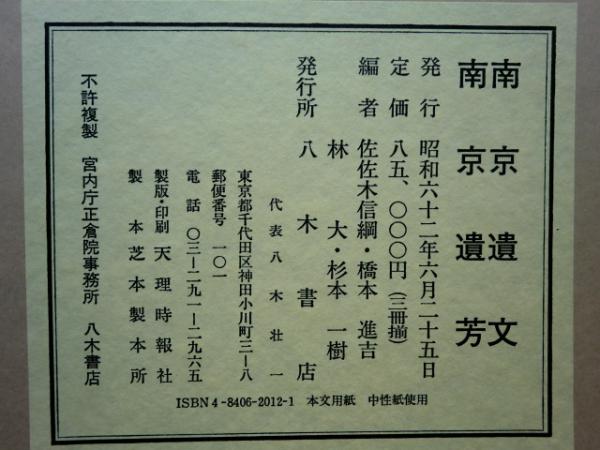 南京遺文
南京遺芳
発行 昭和六十二年六月二十五日
定価 八五、〇〇〇円（三冊揃）
編者 佐佐木信綱・橋本進吉
林大・杉本一樹
発行所 八木書店
代表 八木壮一
東京都千代田区神田小川町三ー八
郵便番号 一〇一
電話 〇三ー二九一ー二九六五
製版・印刷 天理時報社
製本 芝本製本所
不許複製 宮内庁正倉院事務所 八木書店
ISBN4-8406-2012-1 本文用紙 中性紙使用